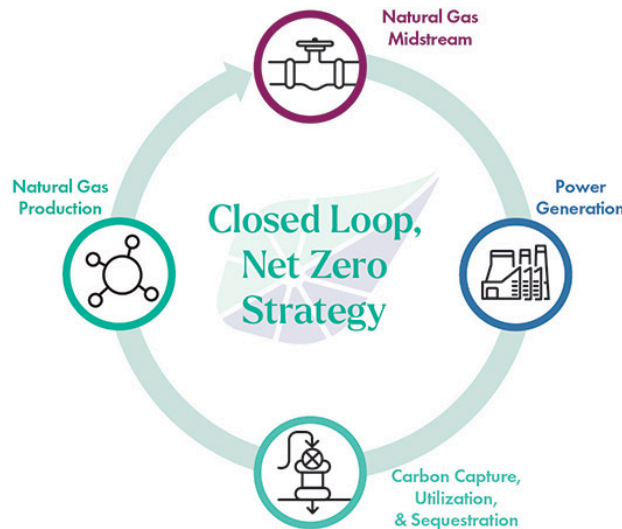 Natural Gas
Midstream
Natural Gas
Production
Power
Generation
Closed Loop,
Net Zero
Strategy
Carbon Capture,
Utilization,
& Sequestration